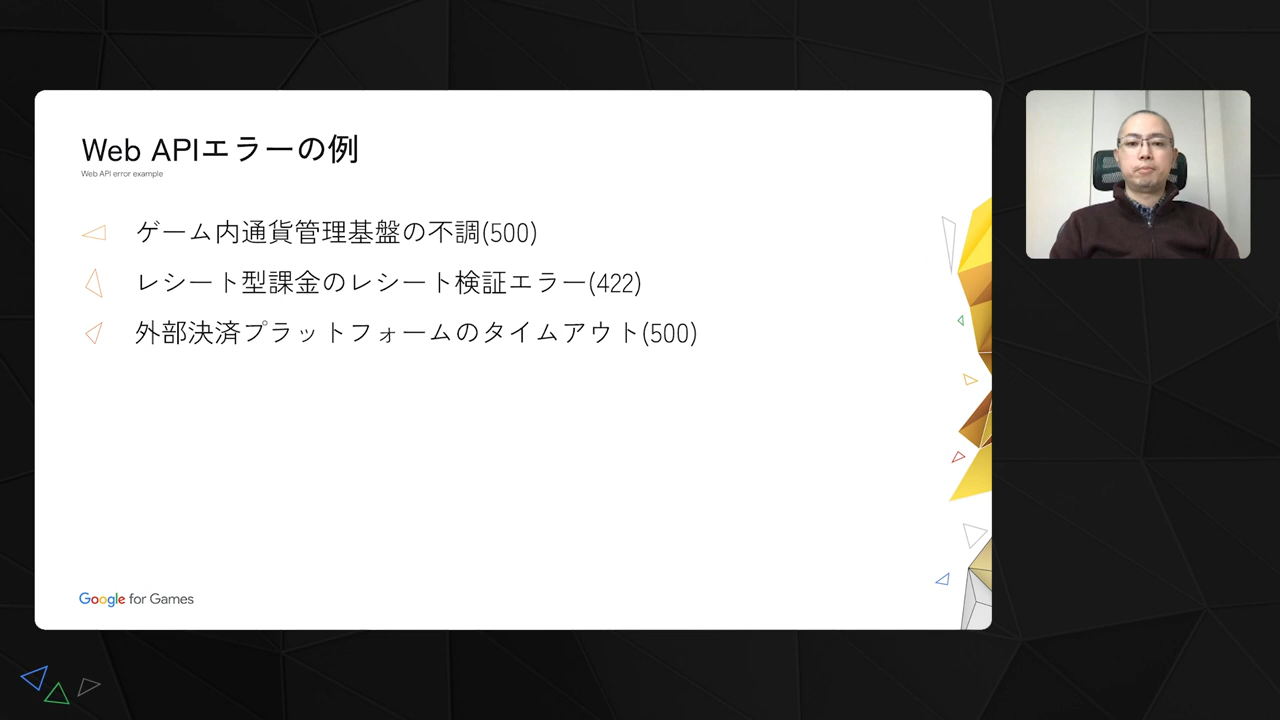 Web APIエラーの例
Web API error example
ゲーム内通貨管理基盤の不調(500)
レシート型課金のレシート検証エラー(422)
外部決済プラットフォームのタイムアウト(500)
Google for Games